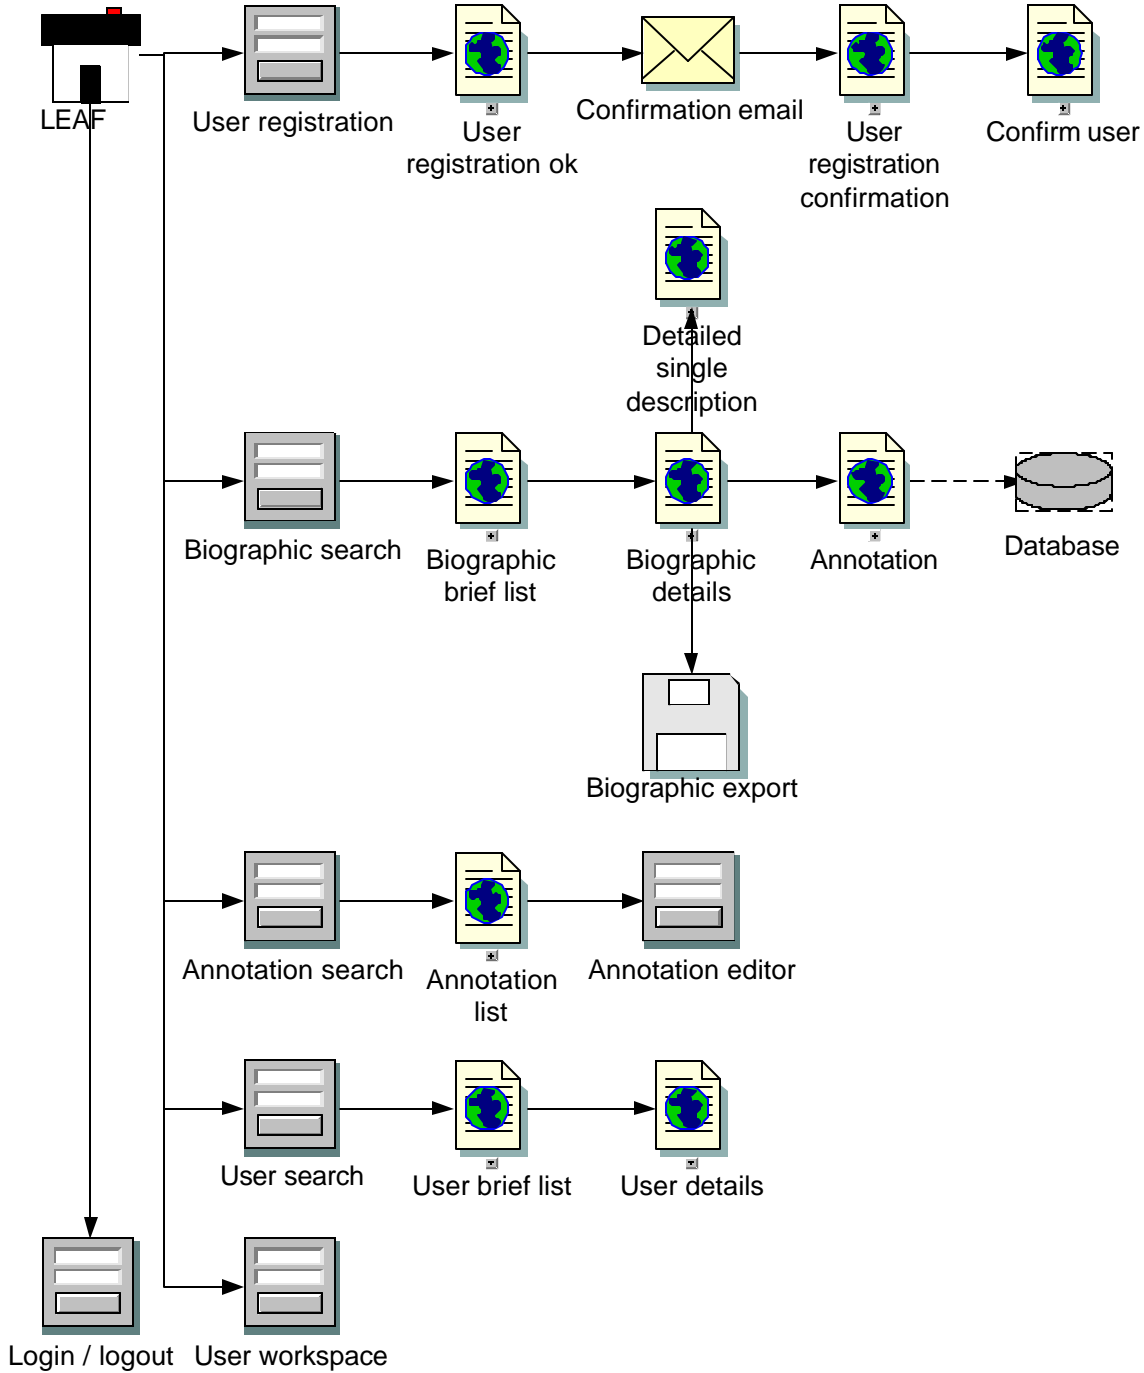 LEAF
User registration
User
registration ok
Confirmation email
User
registration
confirmation
Confirm user
Detailed
single
description
Biographic search
Biographic
brief list
Biographic
details
Annotation
Database
Biographic export
Annotation search
Annotation
list
Annotation editor
User search
User brief list
User details
Login / logout
User workspace